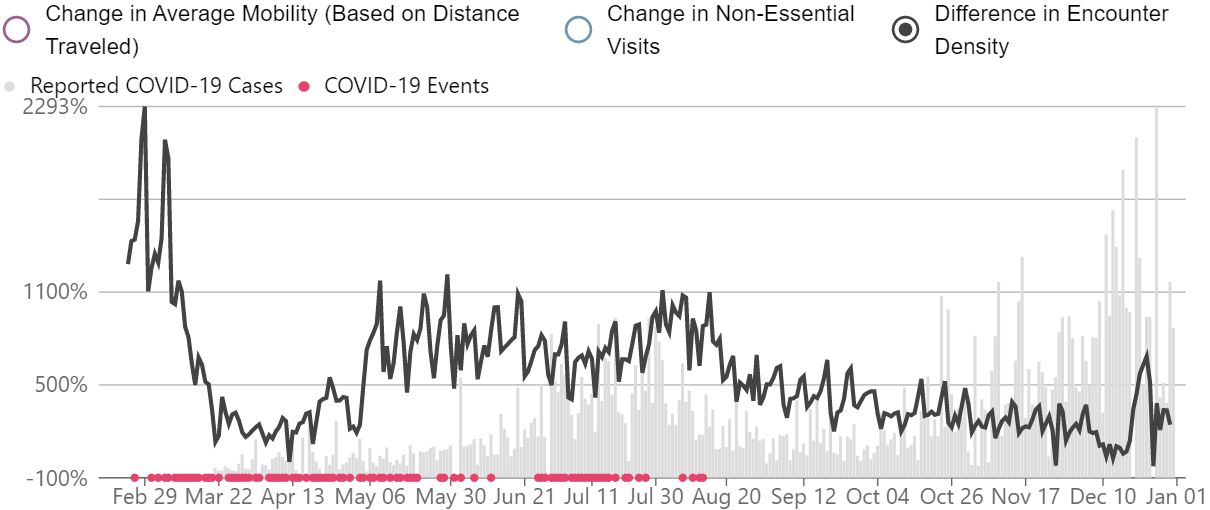 Change in Average Mobility (Based on Distance
Traveled)
Change in Non-Essential
Visits
Difference in Encounter
Density
Reported COVID-19 Cases
COVID-19 Events
2293%
1100%
500%
-100%
Feb 29 Mar 22 Apr 13 May 06 May 30 Jun 21 Jul 11 Jul 30 Aug 20 Sep 12 Oct 04 Oct 26 Nov 17 Dec 10 Jan 01